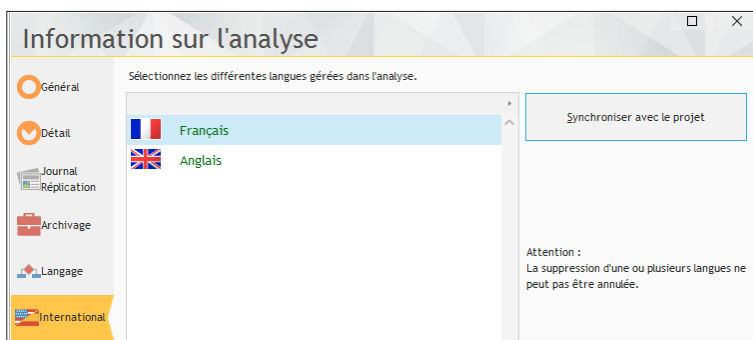 Information sur l'analyse
Général
Détail
Journal
Réplication
Archivage
Langage
International
Sélectionnez les différentes langues gérées dans l'analyse.
Français
Anglais
Synchroniser avec le projet
Attention :
La suppression d'une ou plusieurs langues ne
peut pas être annulée.